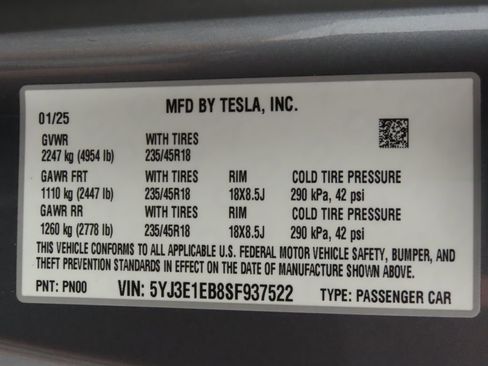 MFD BY TESLA, INC.
01/25
GVWR WITH TIRES
2247 kg (4954 lb) 235/45R18
GAWR FRT WITH TIRES RIM COLD TIRE PRESSURE
1110 kg (2447 lb) 235/45R18 18X8.5J 290 kPa, 42 psi
GAWR RR WITH TIRES RIM COLD TIRE PRESSURE
1260 kg (2778 lb) 235/45R18 18X8.5J 290 kPa, 42 psi
THIS VEHICLE CONFORMS TO ALL APPLICABLE U.S. FEDERAL MOTOR VEHICLE SAFETY, BUMPER, AND
THEFT PREVENTION STANDARDS IN EFFECT ON THE DATE OF MANUFACTURE SHOWN ABOVE.
PNT: PN00 VIN: 5YJ3E1EB8SF937522 TYPE: PASSENGER CAR